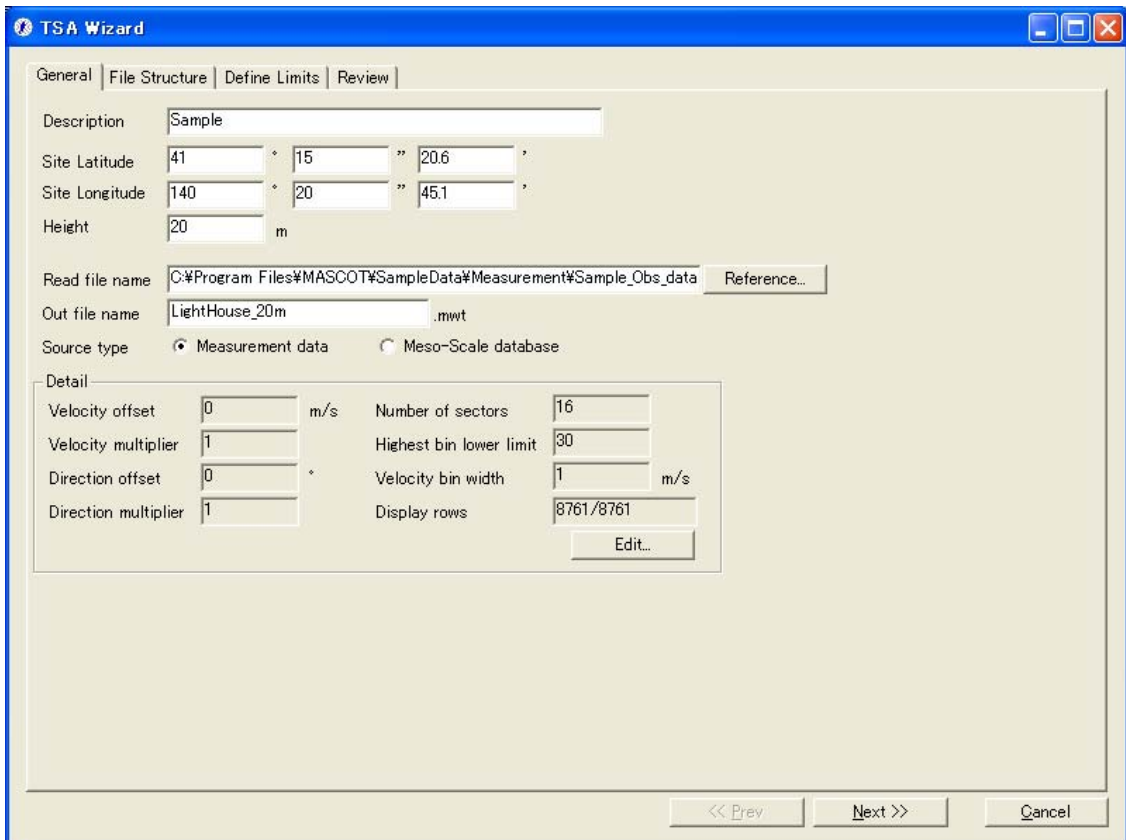 TSA Wizard
General File Structure Define Limits Review
Description Sample
Site Latitude 41 ° 15 ” 20.6 ’
Site Longitude 140 ° 20 ” 45.1 ’
Height 20 m
Read file name C:¥Program Files¥MASCOT¥SampleData¥Measurement¥Sample_Obs_data Reference...
Out file name LightHouse_20m .mwt
Source type Measurement data Meso-Scale database
Detail
Velocity offset 0 m/s Number of sectors 16
Velocity multiplier 1 Highest bin lower limit 30
Direction offset 0 ° Velocity bin width 1 m/s
Direction multiplier 1 Display rows 8761/8761
Edit...
<< Prev Next >> Cancel